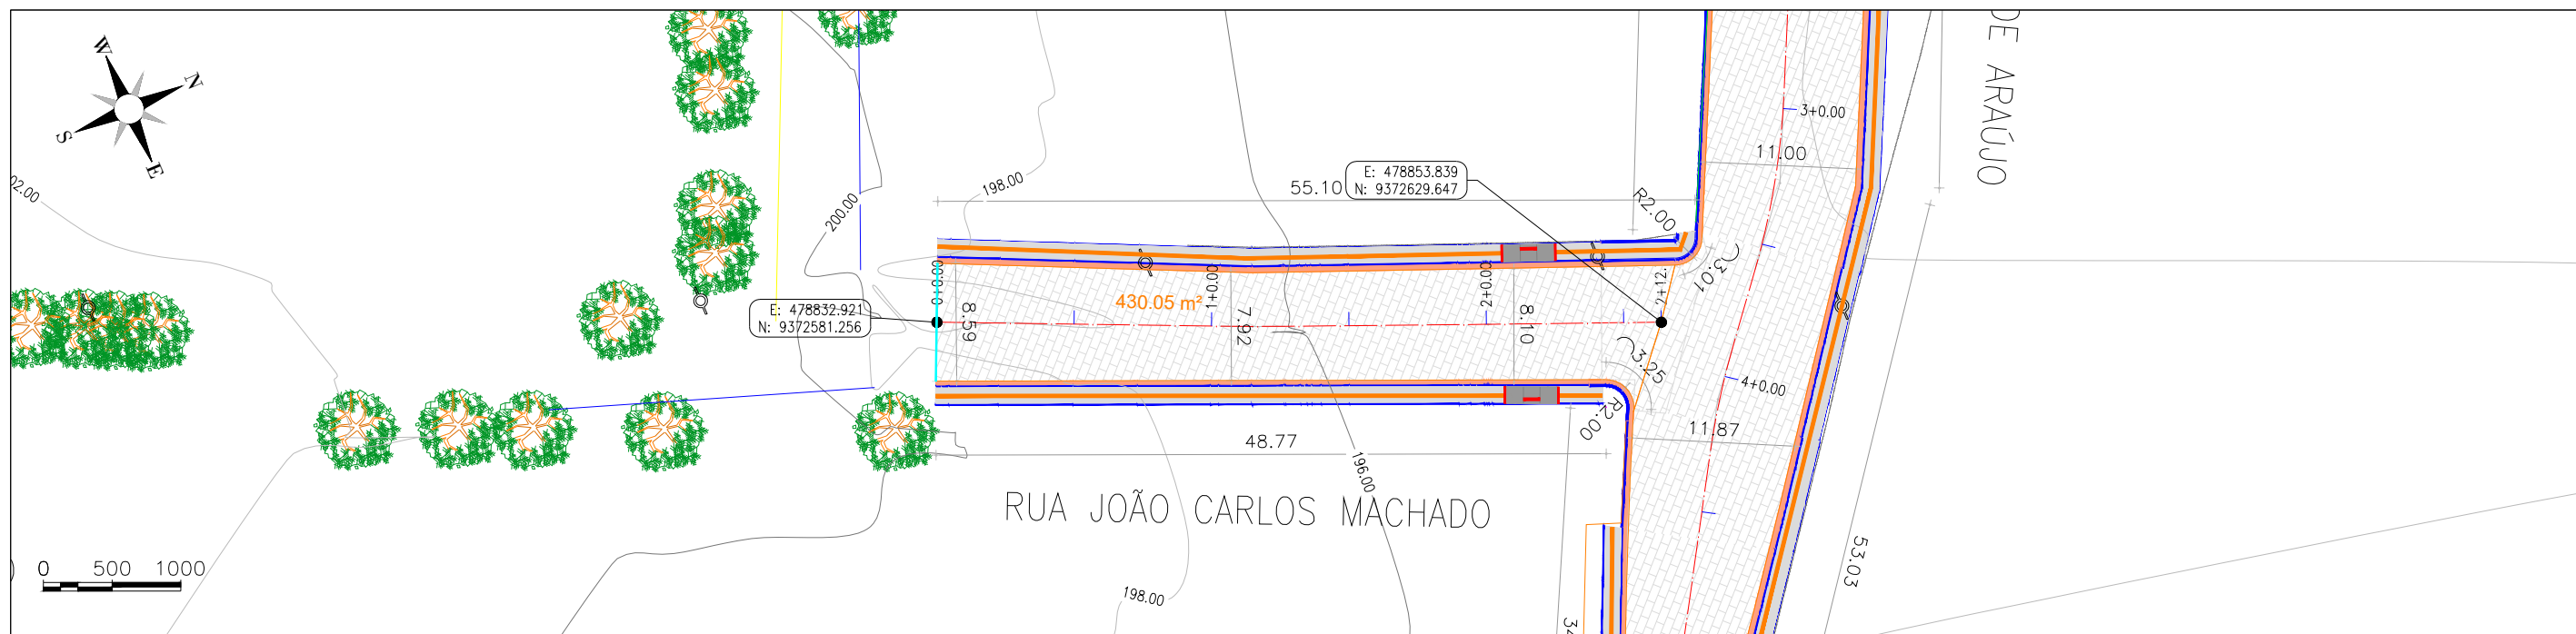 W
N
S
E
02.00
200.00
198.00
55.10
E: 478853.839
N: 9372629.647
R2.00
3.01
11.00
3+0.00
DE ARAÚJO
E: 478832.921
N: 9372581.256
0+0.00
8.59
430.05 m²
1+0.00
7.92
2+0.00
8.10
2+12.
3.25
R2.00
4+0.00
11.87
48.77
196.00
RUA JOÃO CARLOS MACHADO
198.00
53.03
34
0 500 1000